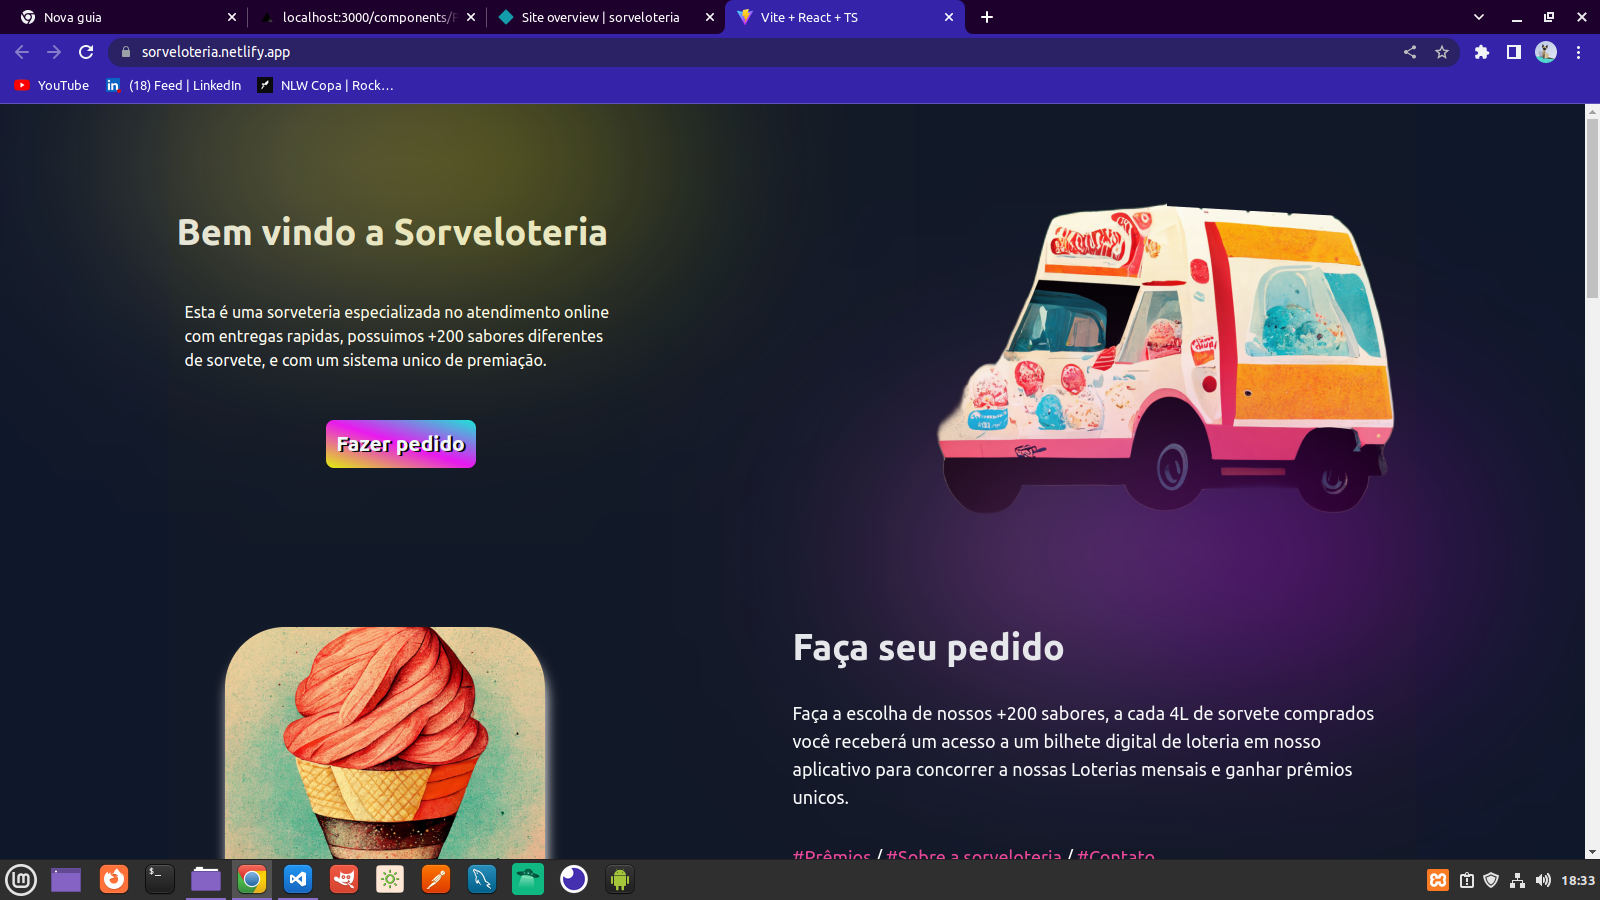 Nova guia
localhost:3000/components/
Site overview | sorveloteria
Vite + React + TS
sorveloteria.netlify.app
YouTube
in (18) Feed | LinkedIn
NLW Copa | Rock…
Bem vindo a Sorveloteria
Esta é uma sorveteria especializada no atendimento online
com entregas rapidas, possuimos +200 sabores diferentes
de sorvete, e com um sistema unico de premiação.
Fazer pedido
Faça seu pedido
Faça a escolha de nossos +200 sabores, a cada 4L de sorvete comprados
você receberá um acesso a um bilhete digital de loteria em nosso
aplicativo para concorrer a nossas Loterias mensais e ganhar prêmios
unicos.
#Prêmios / #Sobre a sorveloteria / #Contato
18:33